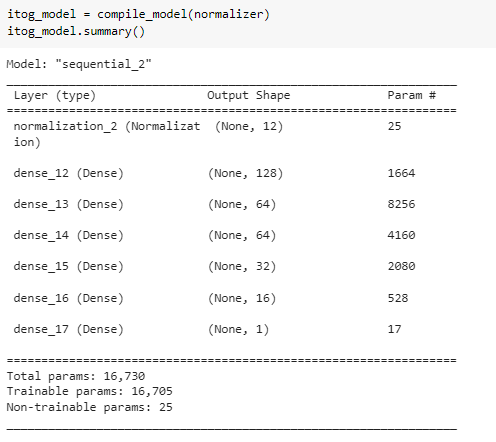 itog_model = compile_model(normalizer)
itog_model.summary()
Model: "sequential_2"
_________________________________________________________________
Layer (type) Output Shape Param #
=================================================================
normalization_2 (Normalizat (None, 12) 25
ion)
dense_12 (Dense) (None, 128) 1664
dense_13 (Dense) (None, 64) 8256
dense_14 (Dense) (None, 64) 4160
dense_15 (Dense) (None, 32) 2080
dense_16 (Dense) (None, 16) 528
dense_17 (Dense) (None, 1) 17
=================================================================
Total params: 16,730
Trainable params: 16,705
Non-trainable params: 25
_________________________________________________________________